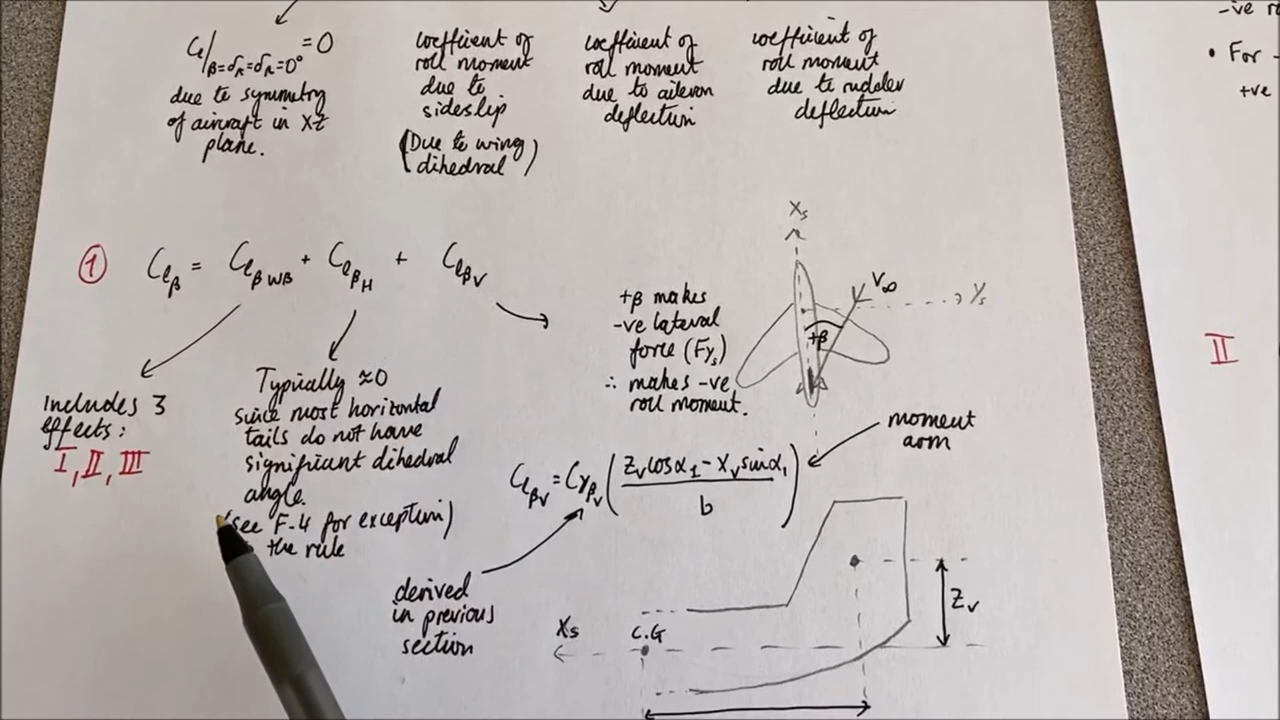 Cℓ/β=δA=δR=0° = 0
due to symmetry
of aircraft in XZ
plane.
coefficient of
roll moment
due to
sideslip
(Due to wing
dihedral)
coefficient of
roll moment
due to aileron
deflection
coefficient of
roll moment
due to rudder
deflection
① Cℓβ = CℓβWB + CℓβH + CℓβV
Includes 3
effects:
I, II, III
Typically ≈0
since most horizontal
tails do not have
significant dihedral
angle.
(see F-4 for exception)
the rule
+β makes
-ve lateral
force (Fys)
∴ makes -ve
roll moment.
Xs
V∞
Ys
+β
moment
arm
CℓβV = CYβV (Zv cosα1 - Xv sinα1 / b)
derived
in previous
section
Xs
C.G
Zv
-ve
• For
+ve
II